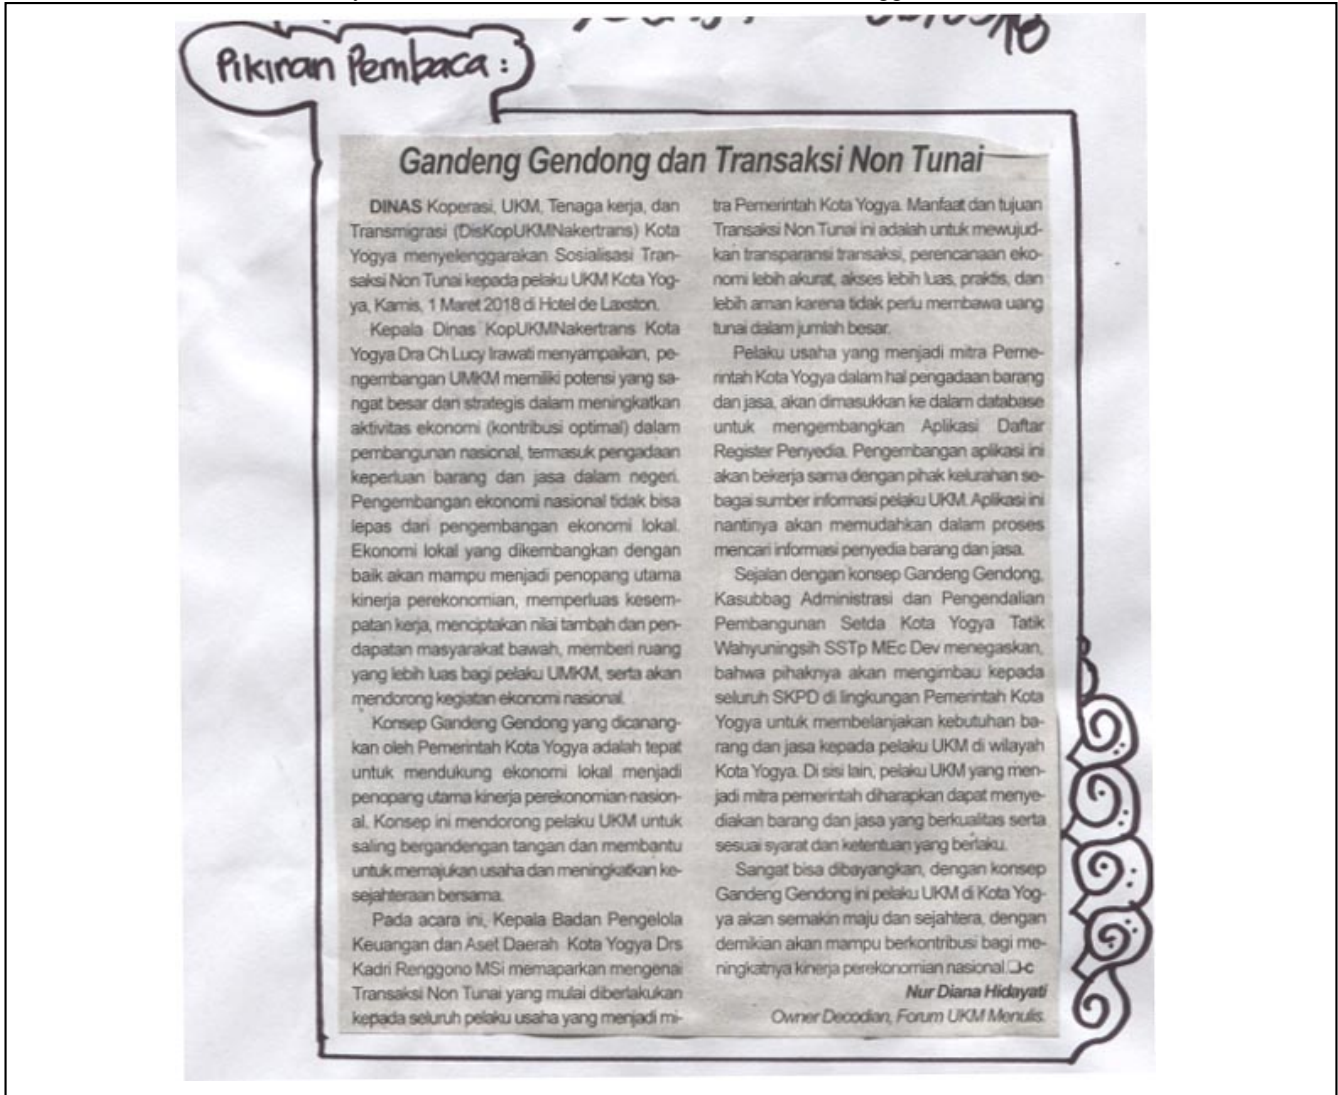 Pikiran Pembaca :
Gandeng Gendong dan Transaksi Non Tunai
DINAS Koperasi, UKM, Tenaga kerja, dan
Transmigrasi (DisKopUKMNakertrans) Kota
Yogya menyelenggarakan Sosialisasi Tran-
saksi Non Tunai kepada pelaku UKM Kota Yog-
ya, Kamis, 1 Maret 2018 di Hotel de Laxston.
Kepala Dinas KopUKMNakertrans Kota
Yogya Dra Ch Lucy Irawati menyampaikan, pe-
ngembangan UMKM memiliki potensi yang sa-
ngat besar dan strategis dalam meningkatkan
aktivitas ekonomi (kontribusi optimal) dalam
pembangunan nasional, termasuk pengadaan
keperluan barang dan jasa dalam negeri.
Pengembangan ekonomi nasional tidak bisa
lepas dari pengembangan ekonomi lokal.
Ekonomi lokal yang dikembangkan dengan
baik akan mampu menjadi penopang utama
kinerja perekonomian, memperluas kesem-
patan kerja, menciptakan nilai tambah dan pen-
dapatan masyarakat bawah, memberi ruang
yang lebih luas bagi pelaku UMKM, serta akan
mendorong kegiatan ekonomi nasional.
Konsep Gandeng Gendong yang dicanang-
kan oleh Pemerintah Kota Yogya adalah tepat
untuk mendukung ekonomi lokal menjadi
penopang utama kinerja perekonomian nasion-
al. Konsep ini mendorong pelaku UKM untuk
saling bergandengan tangan dan membantu
untuk memajukan usaha dan meningkatkan ke-
sejahteraan bersama.
Pada acara ini, Kepala Badan Pengelola
Keuangan dan Aset Daerah Kota Yogya Drs
Kadri Renggono MSi memaparkan mengenai
Transaksi Non Tunai yang mulai diberlakukan
kepada seluruh pelaku usaha yang menjadi mi-
tra Pemerintah Kota Yogya. Manfaat dan tujuan
Transaksi Non Tunai ini adalah untuk mewujud-
kan transparansi transaksi, perencanaan eko-
nomi lebih akurat, akses lebih luas, praktis, dan
lebih aman karena tidak perlu membawa uang
tunai dalam jumlah besar.
Pelaku usaha yang menjadi mitra Peme-
rintah Kota Yogya dalam hal pengadaan barang
dan jasa, akan dimasukkan ke dalam database
untuk mengembangkan Aplikasi Daftar
Register Penyedia. Pengembangan aplikasi ini
akan bekerja sama dengan pihak kelurahan se-
bagai sumber informasi pelaku UKM. Aplikasi ini
nantinya akan memudahkan dalam proses
mencari informasi penyedia barang dan jasa.
Sejalan dengan konsep Gandeng Gendong,
Kasubbag Administrasi dan Pengendalian
Pembangunan Setda Kota Yogya Tatik
Wahyuningsih SSTp MEc Dev menegaskan,
bahwa pihaknya akan mengimbau kepada
seluruh SKPD di lingkungan Pemerintah Kota
Yogya untuk membelanjakan kebutuhan ba-
rang dan jasa kepada pelaku UKM di wilayah
Kota Yogya. Di sisi lain, pelaku UKM yang men-
jadi mitra pemerintah diharapkan dapat menye-
diakan barang dan jasa yang berkualitas serta
sesuai syarat dan ketentuan yang berlaku.
Sangat bisa dibayangkan, dengan konsep
Gandeng Gendong ini pelaku UKM di Kota Yog-
ya akan semakin maju dan sejahtera, dengan
demikian akan mampu berkontribusi bagi me-
ningkatnya kinerja perekonomian nasional.❑-c
Nur Diana Hidayati
Owner Decodian, Forum UKM Menulis.